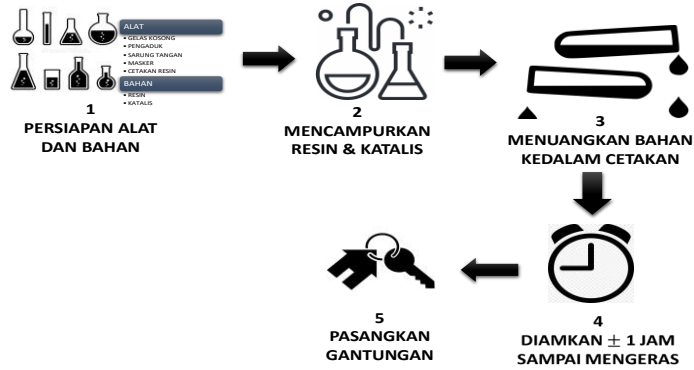 ALAT
• GELAS KOSONG
• PENGADUK
• SARUNG TANGAN
• MASKER
• CETAKAN RESIN
BAHAN
• RESIN
• KATALIS
1
PERSIAPAN ALAT
DAN BAHAN
2
MENCAMPURKAN
RESIN & KATALIS
3
MENUANGKAN BAHAN
KEDALAM CETAKAN
4
DIAMKAN ± 1 JAM
SAMPAI MENGERAS
5
PASANGKAN
GANTUNGAN